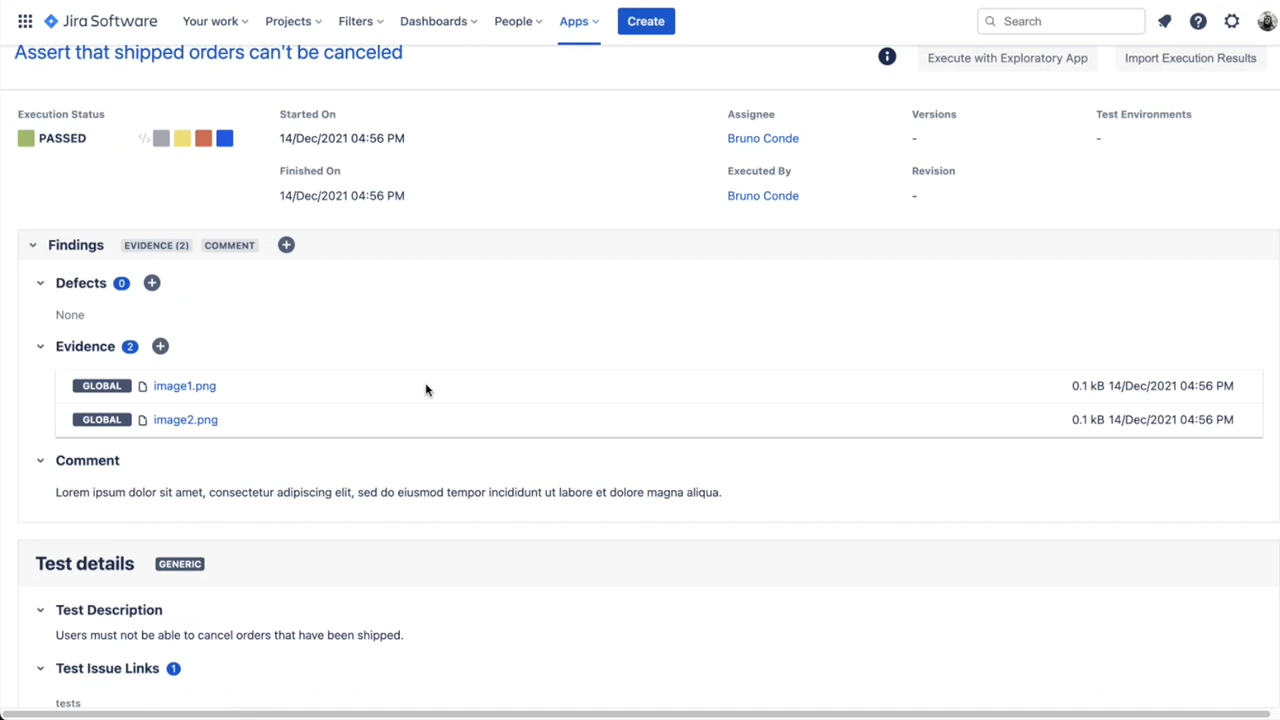 Jira Software Your work Projects Filters Dashboards People Apps Create Search
Assert that shipped orders can't be canceled
Execute with Exploratory App Import Execution Results
Execution Status Started On Assignee Versions Test Environments
PASSED 14/Dec/2021 04:56 PM Bruno Conde - -
Finished On Executed By Revision
14/Dec/2021 04:56 PM Bruno Conde -
Findings EVIDENCE (2) COMMENT
Defects 0
None
Evidence 2
GLOBAL image1.png 0.1 kB 14/Dec/2021 04:56 PM
GLOBAL image2.png 0.1 kB 14/Dec/2021 04:56 PM
Comment
Lorem ipsum dolor sit amet, consectetur adipiscing elit, sed do eiusmod tempor incididunt ut labore et dolore magna aliqua.
Test details GENERIC
Test Description
Users must not be able to cancel orders that have been shipped.
Test Issue Links 1
tests